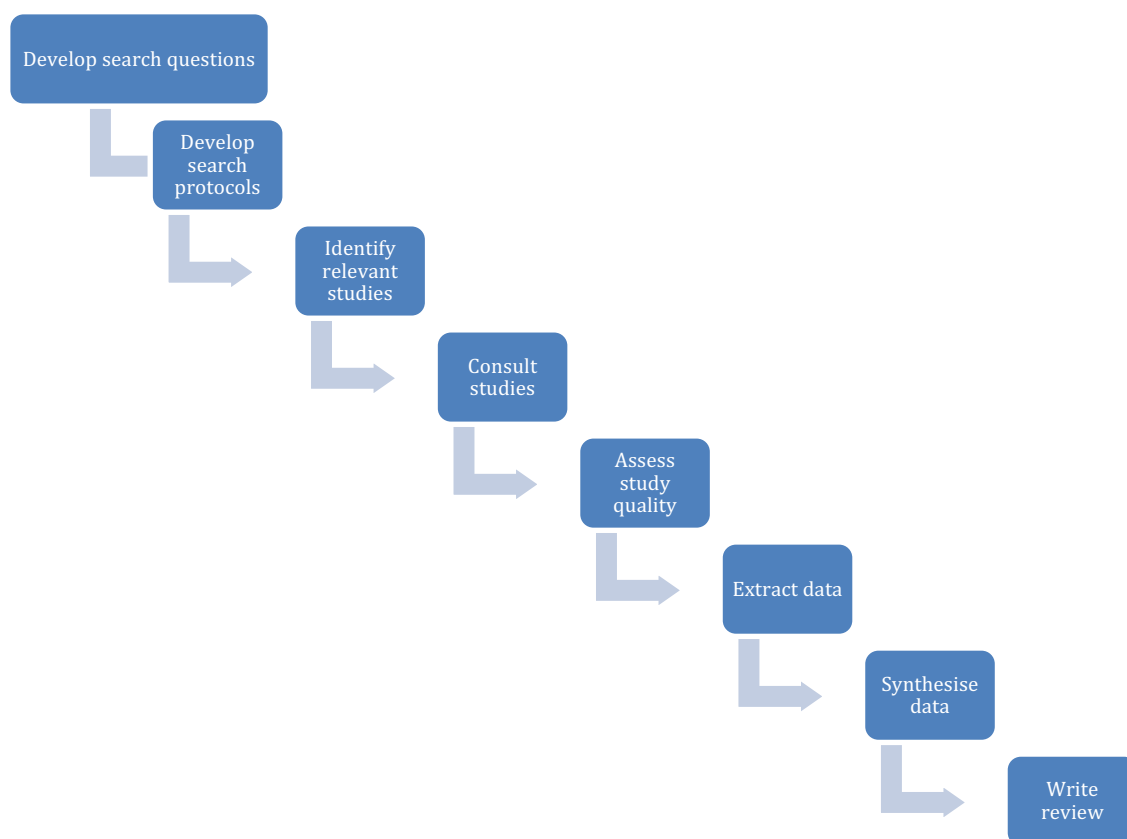 Develop search questions
Develop
search
protocols
Identify
relevant
studies
Consult
studies
Assess
study
quality
Extract data
Synthesise
data
Write
review